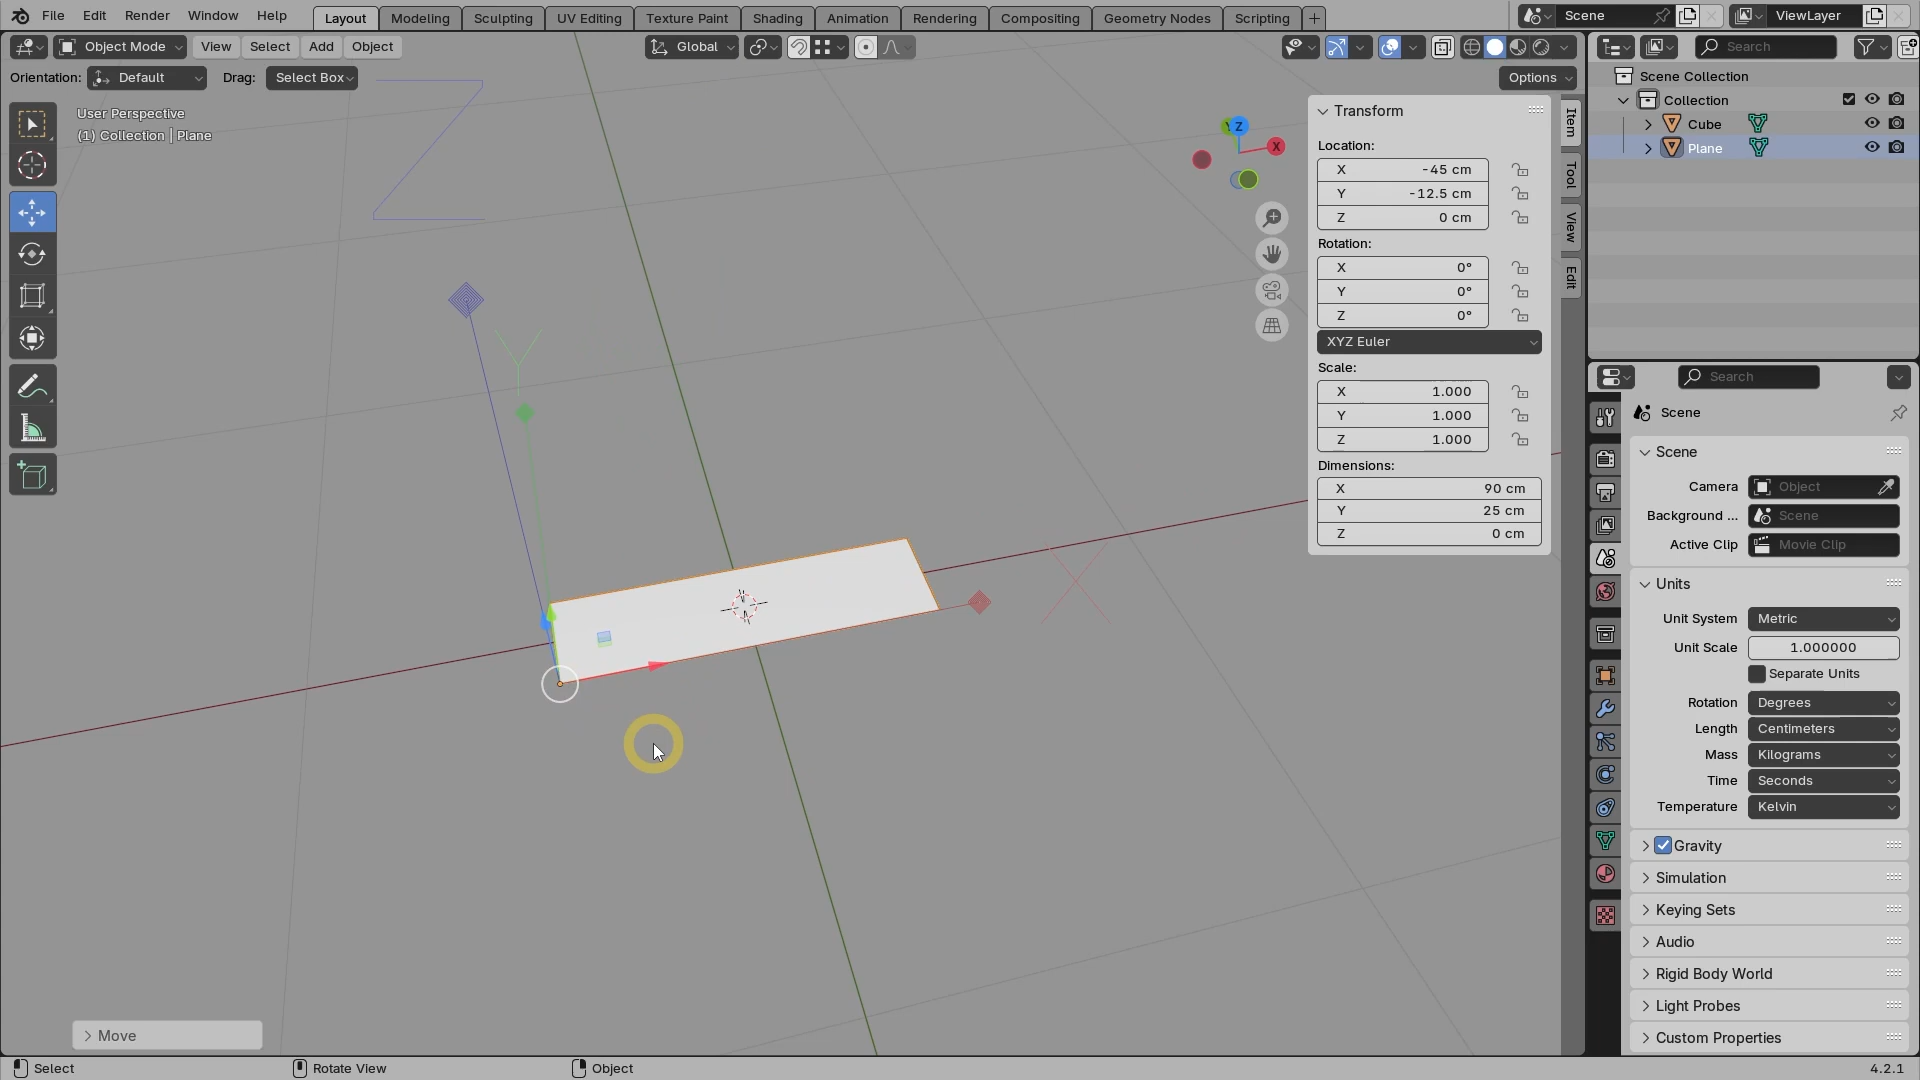 File Edit Render Window Help Layout Modeling Sculpting UV Editing Texture Paint Shading Animation Rendering Compositing Geometry Nodes Scripting + Scene ViewLayer
Object Mode View Select Add Object Global Search
Orientation: Default Drag: Select Box Options
User Perspective
(1) Collection | Plane
Z
Y
X
Y
Z
X
Transform
Location:
X -45 cm
Y -12.5 cm
Z 0 cm
Rotation:
X 0°
Y 0°
Z 0°
XYZ Euler
Scale:
X 1.000
Y 1.000
Z 1.000
Dimensions:
X 90 cm
Y 25 cm
Z 0 cm
Item
Tool
View
Edit
Scene Collection
Collection
Cube
Plane
Search
Scene
Scene
Camera Object
Background ... Scene
Active Clip Movie Clip
Units
Unit System Metric
Unit Scale 1.000000
Separate Units
Rotation Degrees
Length Centimeters
Mass Kilograms
Time Seconds
Temperature Kelvin
Gravity
Simulation
Keying Sets
Audio
Rigid Body World
Light Probes
Custom Properties
Move
Select Rotate View Object 4.2.1